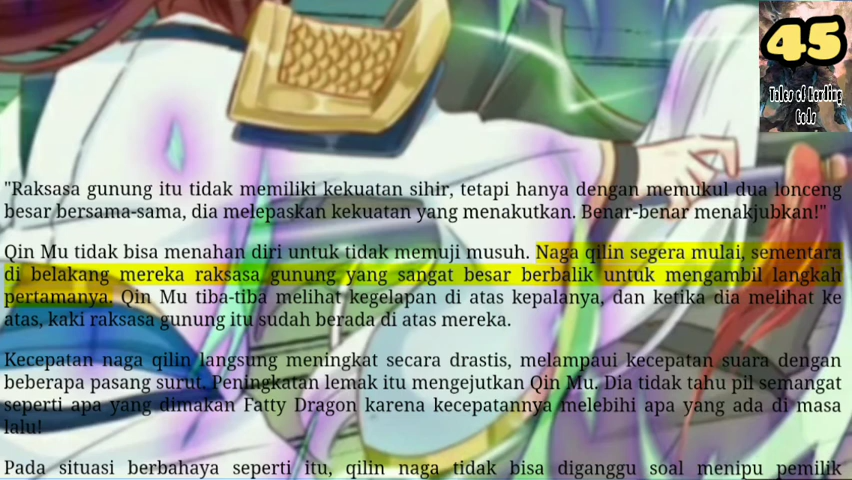 45
Tales of Herding
Gods
"Raksasa gunung itu tidak memiliki kekuatan sihir, tetapi hanya dengan memukul dua lonceng
besar bersama-sama, dia melepaskan kekuatan yang menakutkan. Benar-benar menakjubkan!"
Qin Mu tidak bisa menahan diri untuk tidak memuji musuh. Naga qilin segera mulai, sementara
di belakang mereka raksasa gunung yang sangat besar berbalik untuk mengambil langkah
pertamanya. Qin Mu tiba-tiba melihat kegelapan di atas kepalanya, dan ketika dia melihat ke
atas, kaki raksasa gunung itu sudah berada di atas mereka.
Kecepatan naga qilin langsung meningkat secara drastis, melampaui kecepatan suara dengan
beberapa pasang surut. Peningkatan lemak itu mengejutkan Qin Mu. Dia tidak tahu pil semangat
seperti apa yang dimakan Fatty Dragon karena kecepatannya melebihi apa yang ada di masa
lalu!
Pada situasi berbahaya seperti itu, qilin naga tidak bisa diganggu soal menipu pemilik